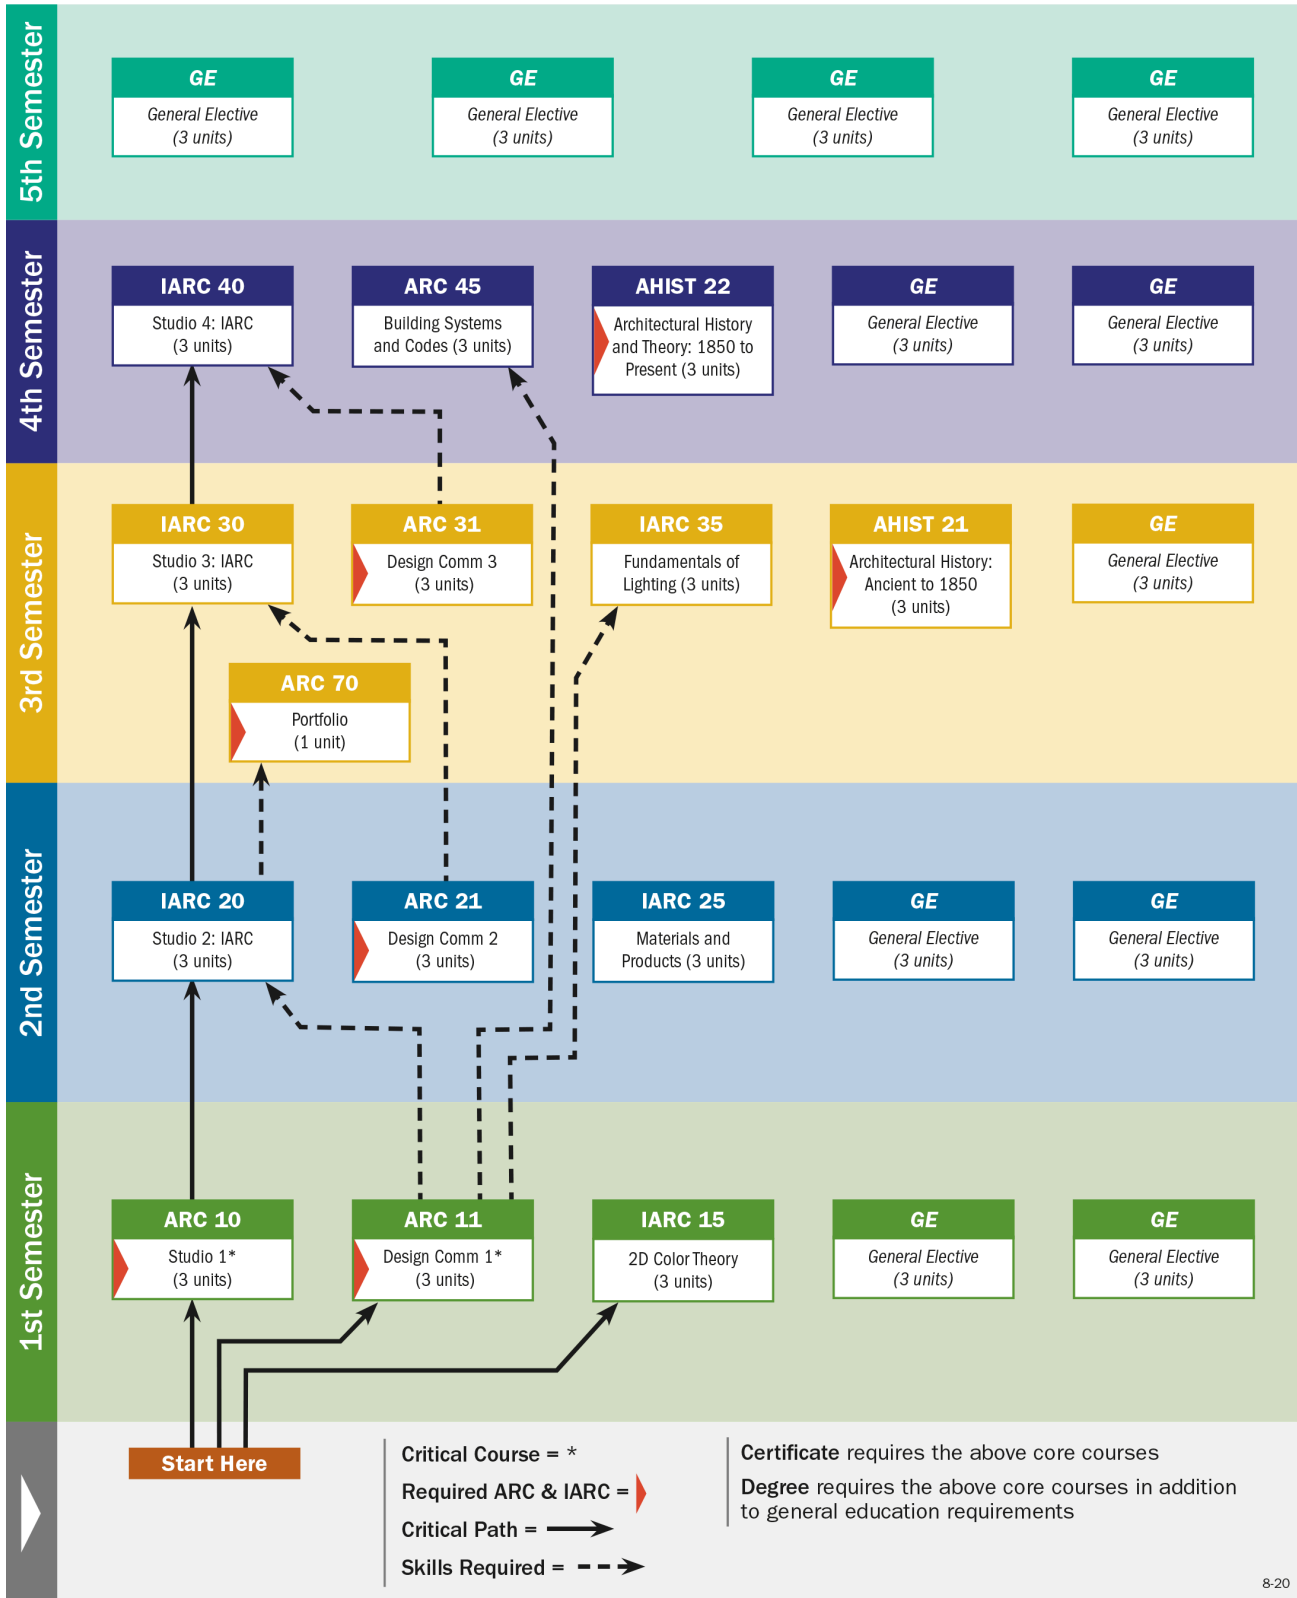 5th Semester
GE
General Elective
(3 units)
GE
General Elective
(3 units)
GE
General Elective
(3 units)
GE
General Elective
(3 units)
4th Semester
IARC 40
Studio 4: IARC
(3 units)
ARC 45
Building Systems
and Codes (3 units)
AHIST 22
Architectural History
and Theory: 1850 to
Present (3 units)
GE
General Elective
(3 units)
GE
General Elective
(3 units)
3rd Semester
IARC 30
Studio 3: IARC
(3 units)
ARC 31
Design Comm 3
(3 units)
IARC 35
Fundamentals of
Lighting (3 units)
AHIST 21
Architectural History:
Ancient to 1850
(3 units)
GE
General Elective
(3 units)
ARC 70
Portfolio
(1 unit)
2nd Semester
IARC 20
Studio 2: IARC
(3 units)
ARC 21
Design Comm 2
(3 units)
IARC 25
Materials and
Products (3 units)
GE
General Elective
(3 units)
GE
General Elective
(3 units)
1st Semester
ARC 10
Studio 1*
(3 units)
ARC 11
Design Comm 1*
(3 units)
IARC 15
2D Color Theory
(3 units)
GE
General Elective
(3 units)
GE
General Elective
(3 units)
Start Here
Critical Course = *
Required ARC & IARC =
Critical Path =
Skills Required =
Certificate requires the above core courses
Degree requires the above core courses in addition
to general education requirements
8-20